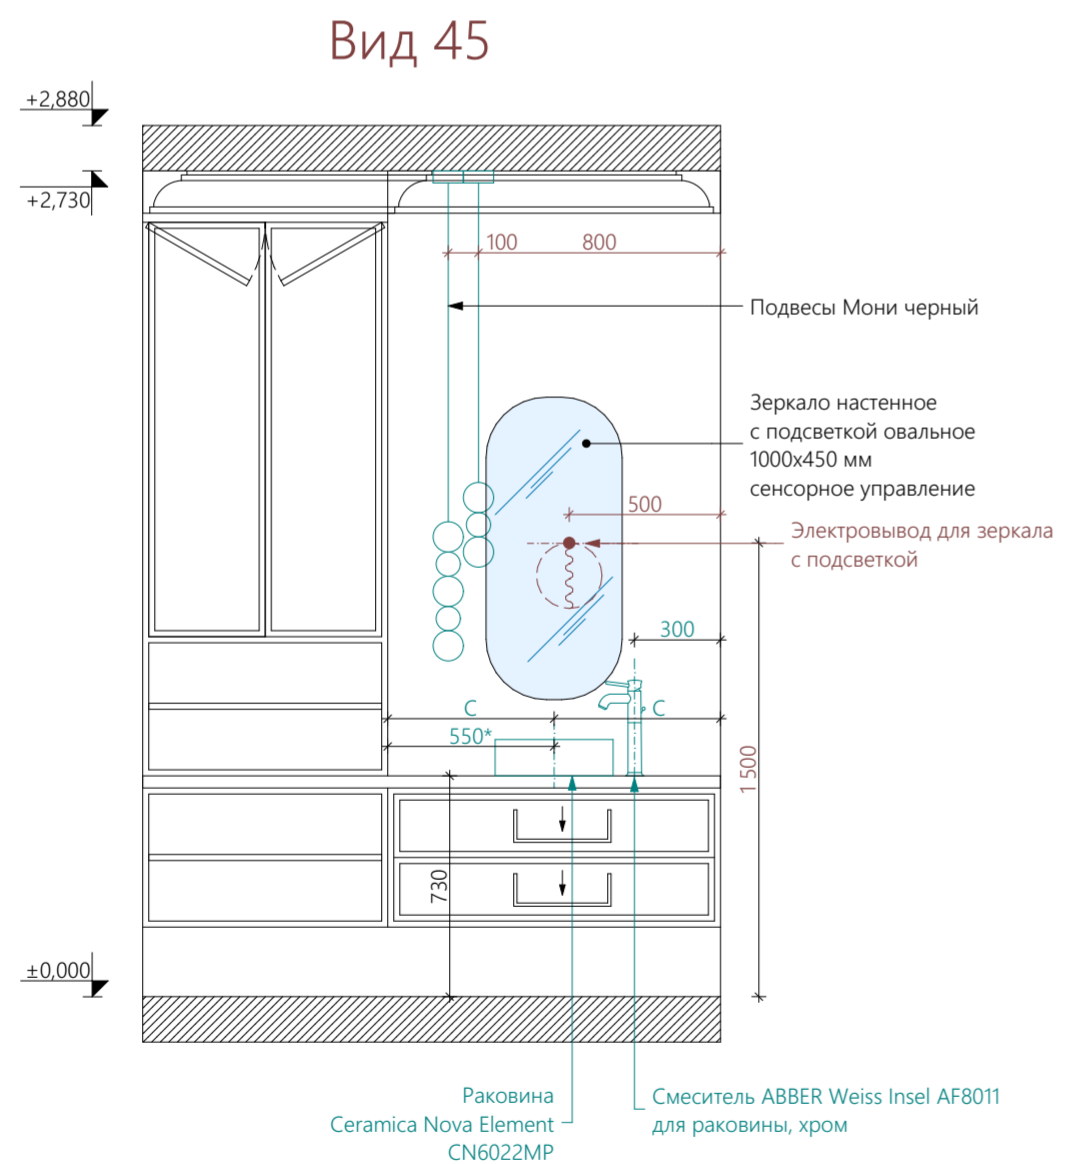 Вид 45
+2,880
+2,730
100
800
Подвесы Мони черный
Зеркало настенное
с подсветкой овальное
1000х450 мм
сенсорное управление
500
Электровывод для зеркала
с подсветкой
300
С
С
550*
1 500
730
±0,000
Раковина
Ceramica Nova Element
CN6022MP
Смеситель ABBER Weiss Insel AF8011
для раковины, хром